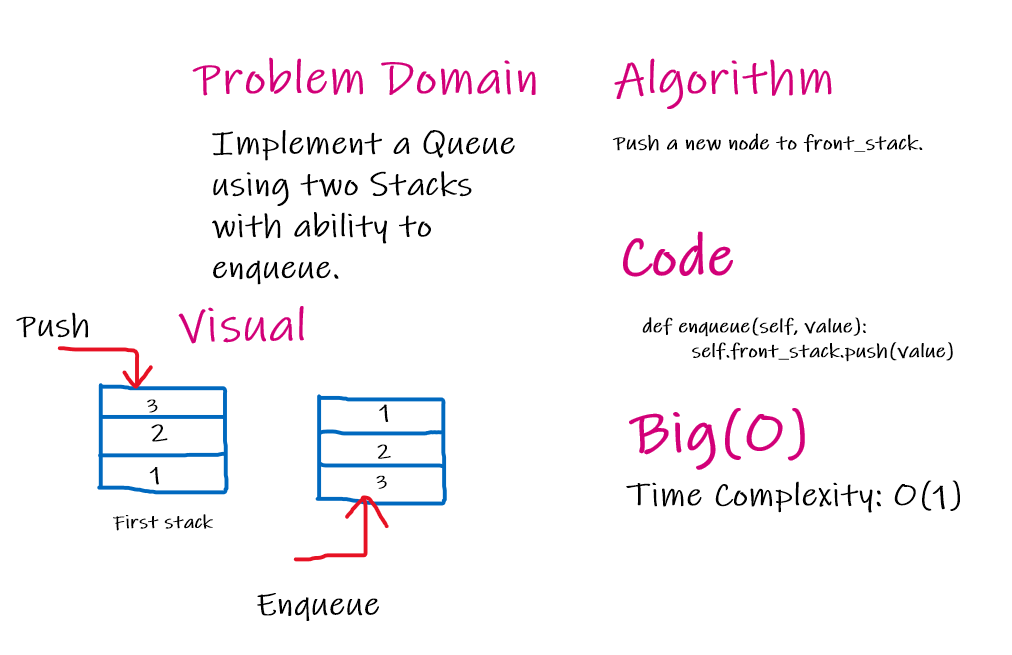 Problem Domain
Implement a Queue
using two Stacks
with ability to
enqueue.
Visual
Push
3
2
1
First stack
1
2
3
Enqueue
Algorithm
Push a new node to front_stack.
Code
def enqueue(self, value):
self.front_stack.push(value)
Big(O)
Time Complexity: O(1)